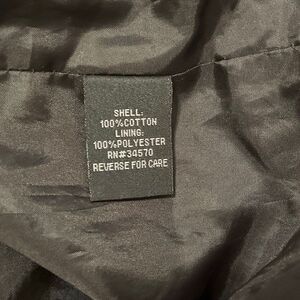 SHELL:
100%COTTON
LINING:
100%POLYESTER
RN#34570
REVERSE FOR CARE